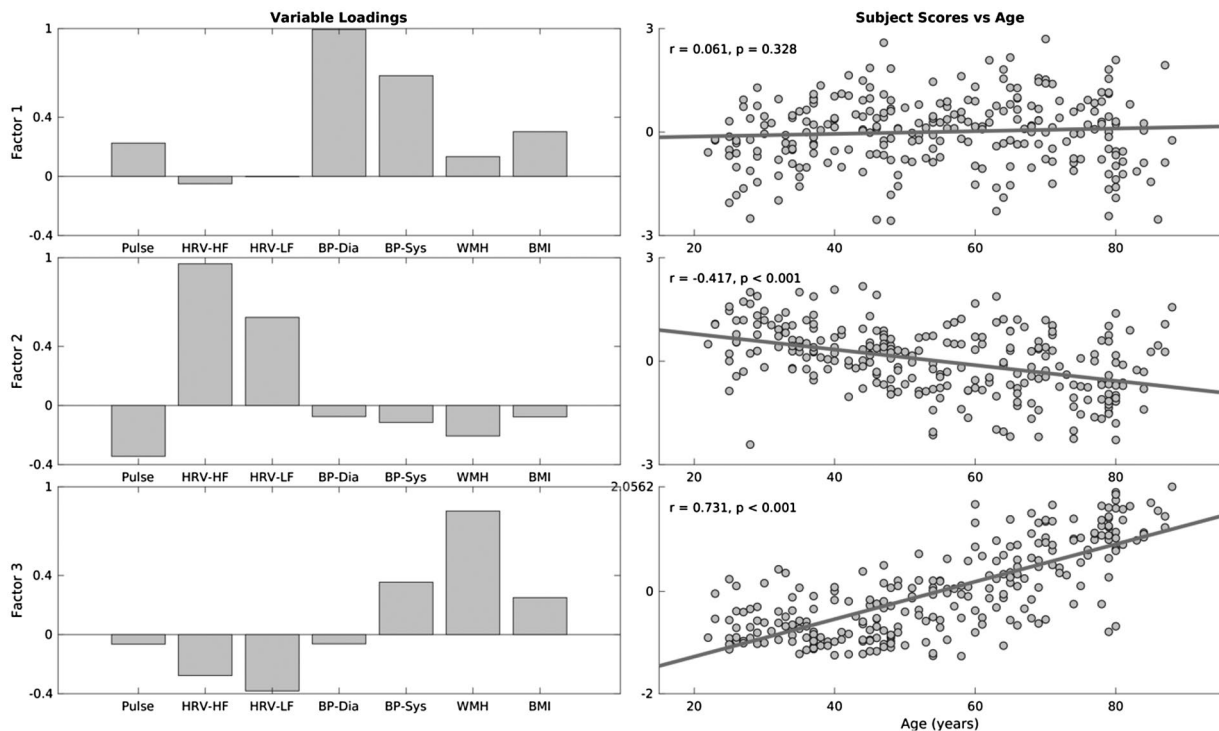 Variable Loadings
1
0.4
0
-0.4
Factor 1
Pulse HRV-HF HRV-LF BP-Dia BP-Sys WMH BMI
Subject Scores vs Age
3
0
3
r = 0.061, p = 0.328
20 40 60 80
1
0.4
0
-0.4
Factor 2
Pulse HRV-HF HRV-LF BP-Dia BP-Sys WMH BMI
3
0
3
r = -0.417, p < 0.001
20 40 60 80
1
0.4
0
-0.4
Factor 3
Pulse HRV-HF HRV-LF BP-Dia BP-Sys WMH BMI
2.0562
0
-2
r = 0.731, p < 0.001
20 40 60 80
Age (years)